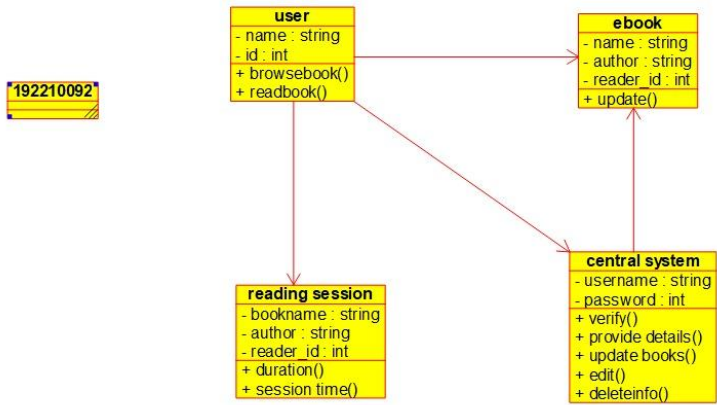 user
- name : string
- id : int
+ browsebook()
+ readbook()
ebook
- name : string
- author : string
- reader_id : int
+ update()
192210092
reading session
- bookname : string
- author : string
- reader_id : int
+ duration()
+ session time()
central system
- username : string
- password : int
+ verify()
+ provide details()
+ update books()
+ edit()
+ deleteinfo()